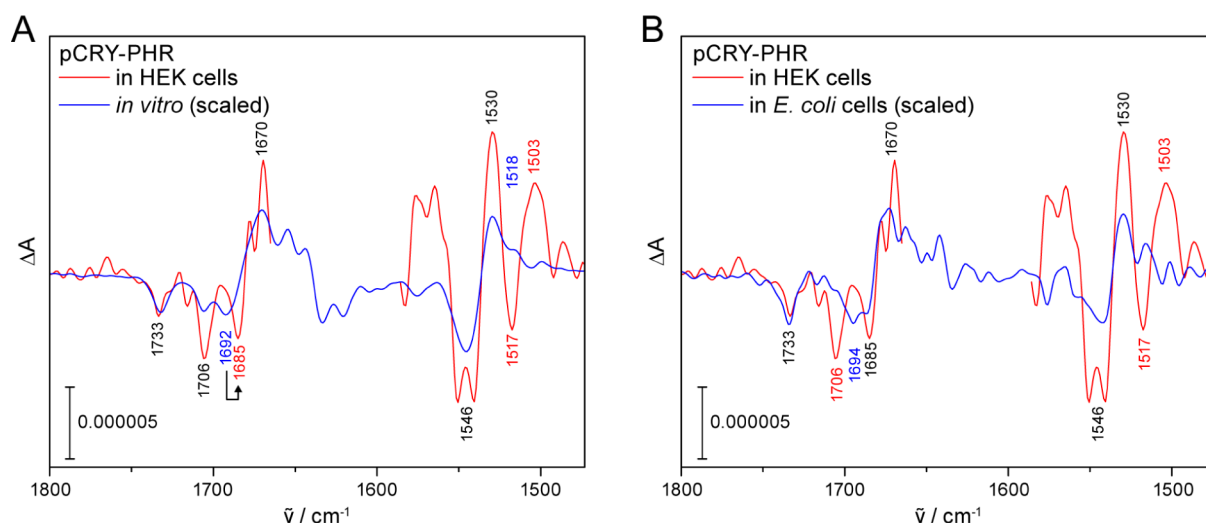 A
pCRY-PHR
in HEK cells
in vitro (scaled)
1530
1670
1518
1503
ΔA
1733
1706
1692
1685
1517
1546
0.000005
1800
1700
1600
1500
ṽ / cm⁻¹
B
pCRY-PHR
in HEK cells
in E. coli cells (scaled)
1530
1670
1503
ΔA
1733
1706
1694
1685
1517
1546
0.000005
1800
1700
1600
1500
ṽ / cm⁻¹